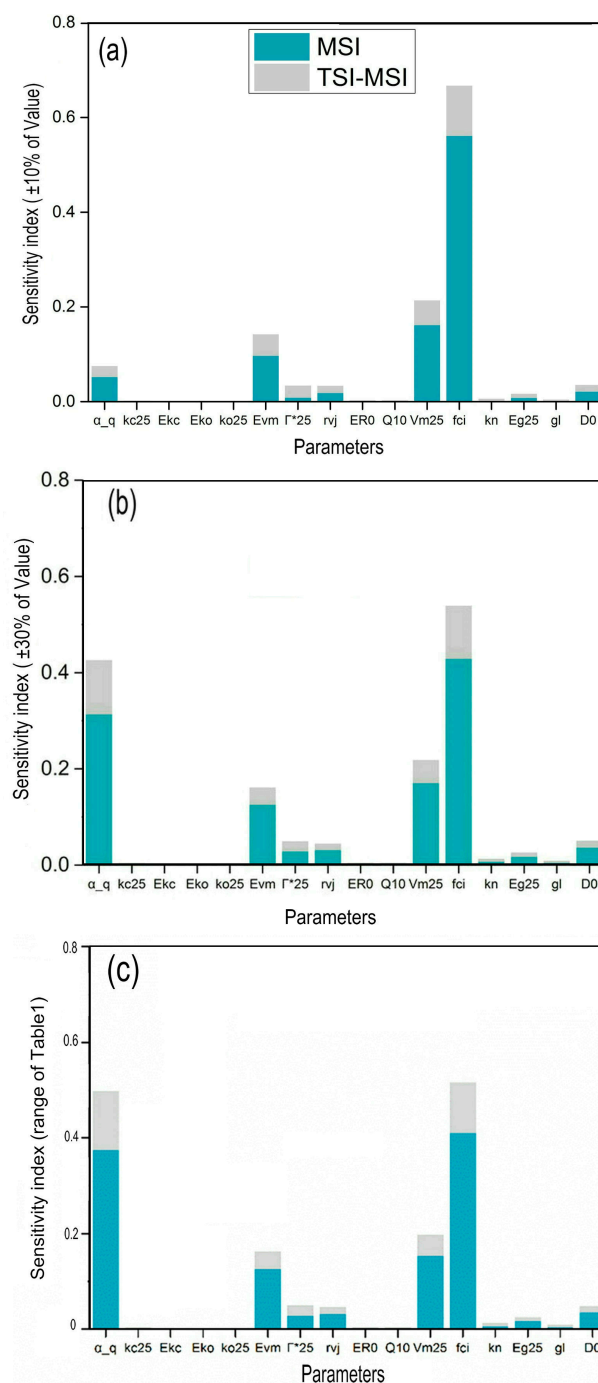 (a)
MSI
TSI-MSI
Sensitivity index ( ±10% of Value)
0.8
0.6
0.4
0.2
0.0
α_q kc25 Ekc Eko ko25 Evm Γ*25 rvj ER0 Q10 Vm25 fci kn Eg25 gl D0
Parameters
(b)
Sensitivity index ( ±30% of Value)
0.8
0.6
0.4
0.2
0.0
α_q kc25 Ekc Eko ko25 Evm Γ*25 rvj ER0 Q10 Vm25 fci kn Eg25 gl D0
Parameters
(c)
Sensitivity index (range of Table1)
0.8
0.6
0.4
0.2
0
α_q kc25 Ekc Eko ko25 Evm Γ*25 rvj ER0 Q10 Vm25 fci kn Eg25 gl D0
Parameters